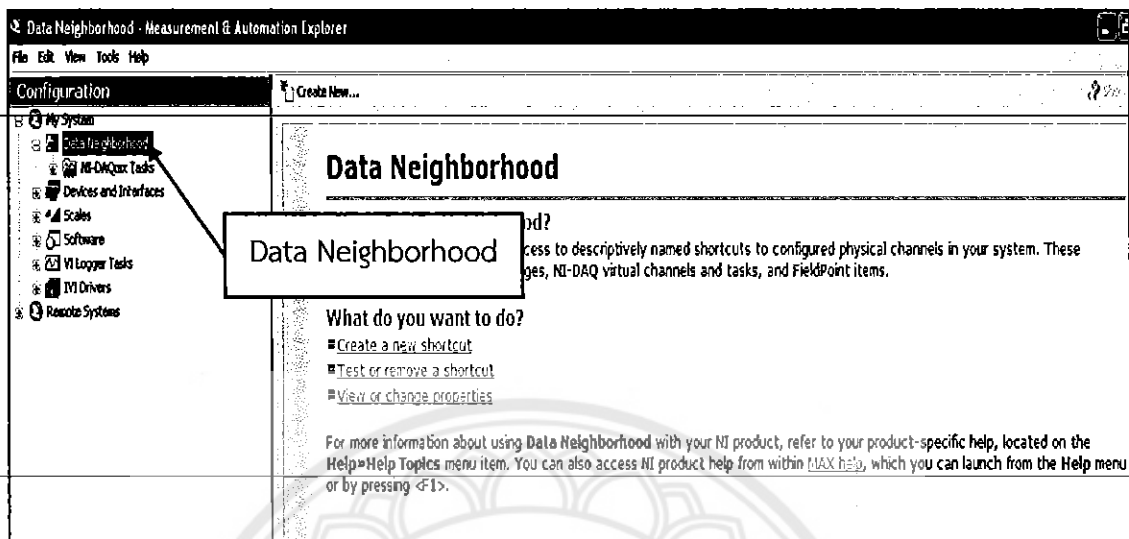 Data Neighborhood - Measurement & Automation Explorer
File Edit View Tools Help
Configuration
Create New...
My System
Data Neighborhood
NI-DAQmx Tasks
Devices and Interfaces
Scales
Software
VI Logger Tasks
IVI Drivers
Remote Systems
Data Neighborhood
Data Neighborhood
od?
cess to descriptively named shortcuts to configured physical channels in your system. These
ges, NI-DAQ virtual channels and tasks, and FieldPoint items.
What do you want to do?
Create a new shortcut
Test or remove a shortcut
View or change properties
For more information about using Data Neighborhood with your NI product, refer to your product-specific help, located on the
Help»Help Topics menu item. You can also access NI product help from within MAX help, which you can launch from the Help menu
or by pressing <F1>.